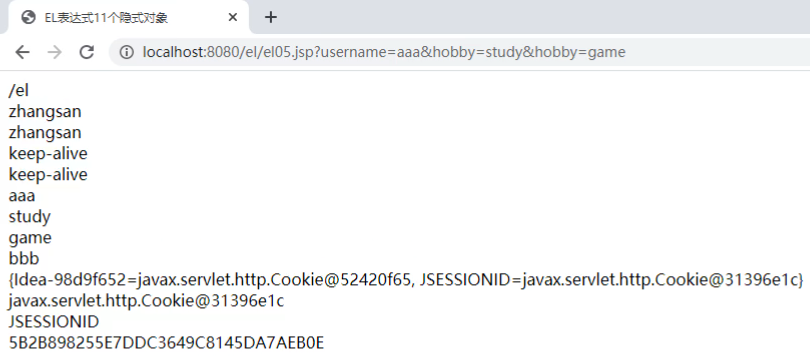 EL表达式11个隐式对象
localhost:8080/el/el05.jsp?username=aaa&hobby=study&hobby=game
/el
zhangsan
zhangsan
keep-alive
keep-alive
aaa
study
game
bbb
{Idea-98d9f652=javax.servlet.http.Cookie@52420f65, JSESSIONID=javax.servlet.http.Cookie@31396e1c}
javax.servlet.http.Cookie@31396e1c
JSESSIONID
5B2B898255E7DDC3649C8145DA7AEB0E